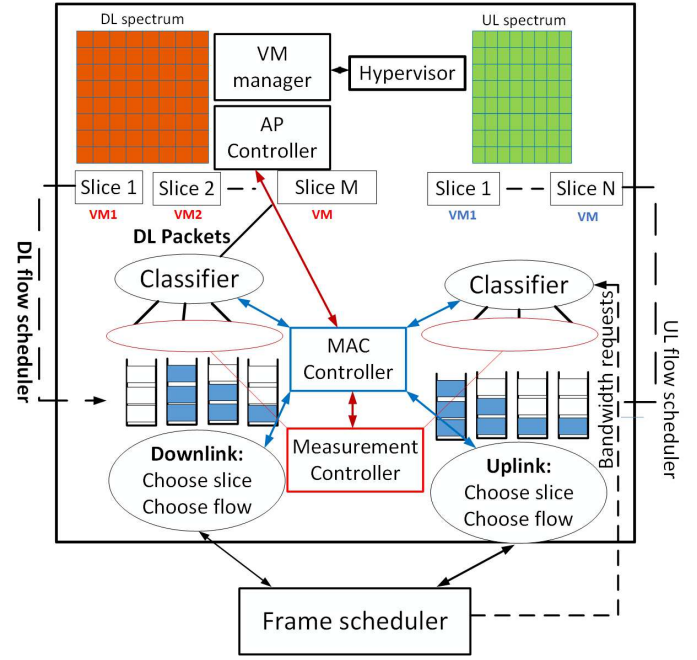 DL spectrum
UL spectrum
VM
manager
Hypervisor
AP
Controller
Slice 1
Slice 2
Slice M
Slice 1
Slice N
VM1
VM2
VM
VM1
VM
DL Packets
DL flow
scheduler
Classifier
Classifier
Bandwidth requests
UL flow scheduler
MAC
Controller
Measurement
Controller
Downlink:
Choose slice
Choose flow
Uplink:
Choose slice
Choose flow
Frame scheduler